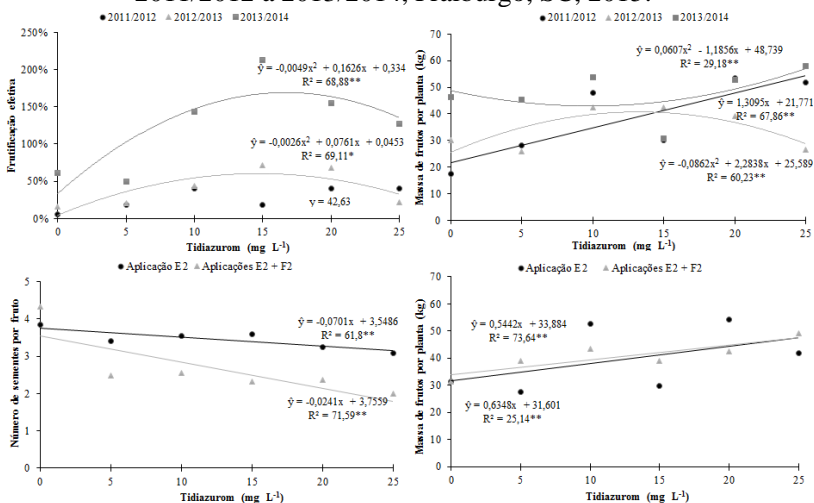 2011/2012 a 2013/2014, Fraiburgo, SC, 2015.
2011/2012 2012/2013 2013/2014
250%
200%
150%
100%
50%
0%
Frutificação efetiva
ŷ = -0,0049x² + 0,1626x + 0,334
R² = 68,88**
ŷ = -0,0026x² + 0,0761x + 0,0453
R² = 69,11*
y = 42,63
0 5 10 15 20 25
Tidiazurom (mg L⁻¹)
2011/2012 2012/2013 2013/2014
70
60
50
40
30
20
10
0
Massa de frutos por planta (kg)
ŷ = 0,0607x² - 1,1856x + 48,739
R² = 29,18**
ŷ = 1,3095x + 21,771
R² = 67,86**
ŷ = -0,0862x² + 2,2838x + 25,589
R² = 60,23**
0 5 10 15 20 25
Tidiazurom (mg L⁻¹)
Aplicação E2 Aplicações E2 + F2
5
4
3
2
1
0
Número de sementes por fruto
ŷ = -0,0701x + 3,5486
R² = 61,8**
ŷ = -0,0241x + 3,7559
R² = 71,59**
0 5 10 15 20 25
Tidiazurom (mg L⁻¹)
Aplicação E2 Aplicações E2 + F2
70
60
50
40
30
20
10
0
Massa de frutos por planta (kg)
ŷ = 0,5442x + 33,884
R² = 73,64**
ŷ = 0,6348x + 31,601
R² = 25,14**
0 5 10 15 20 25
Tidiazurom (mg L⁻¹)